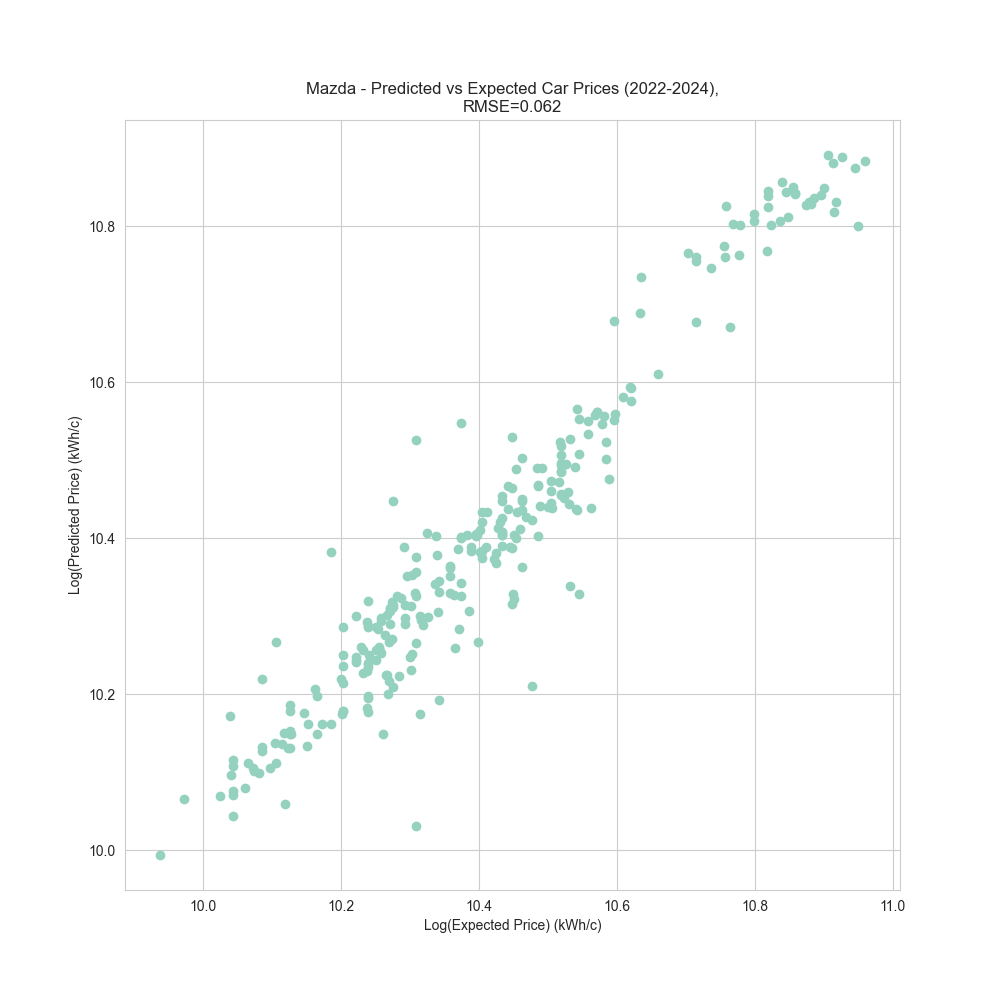 Mazda - Predicted vs Expected Car Prices (2022-2024),
RMSE=0.062
Log(Predicted Price) (kWh/c)
10.8
10.6
10.4
10.2
10.0
10.0 10.2 10.4 10.6 10.8 11.0
Log(Expected Price) (kWh/c)